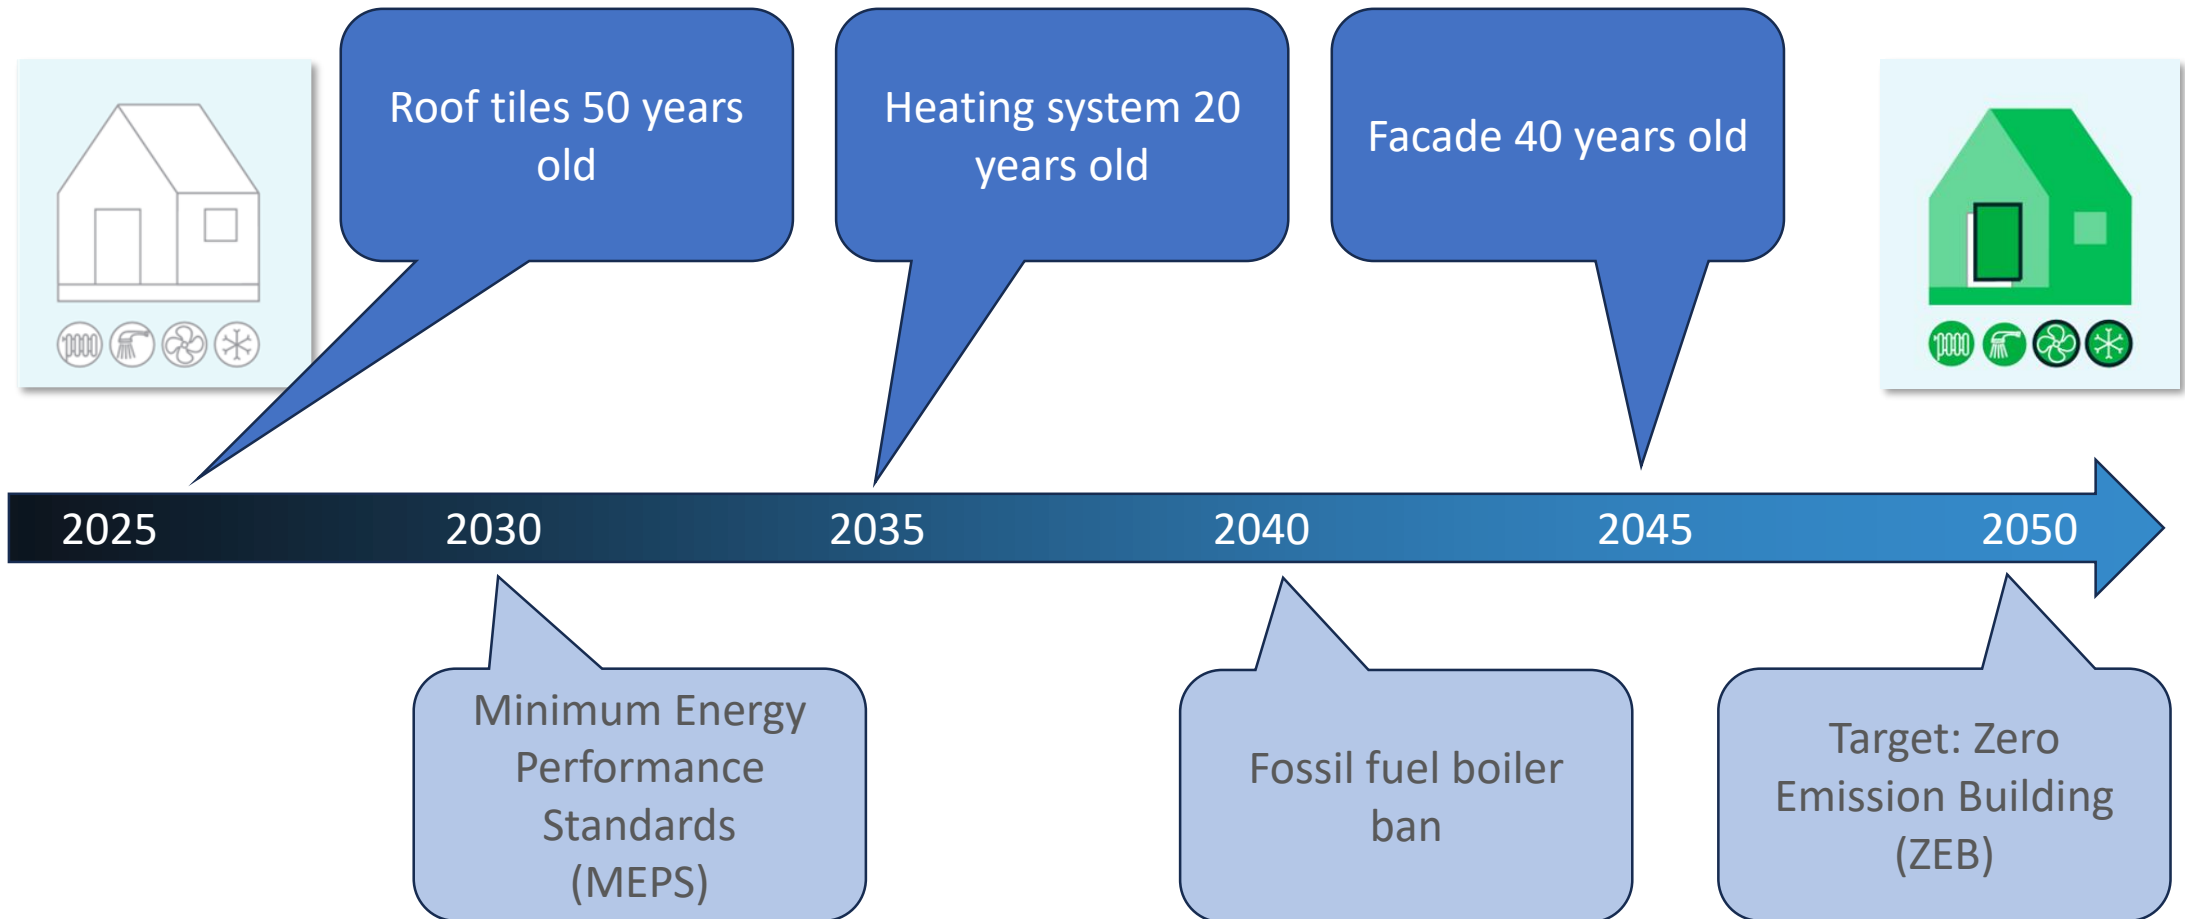 Roof tiles 50 years
old
Heating system 20
years old
Facade 40 years old
2025
2030
2035
2040
2045
2050
Minimum Energy
Performance
Standards
(MEPS)
Fossil fuel boiler
ban
Target: Zero
Emission Building
(ZEB)